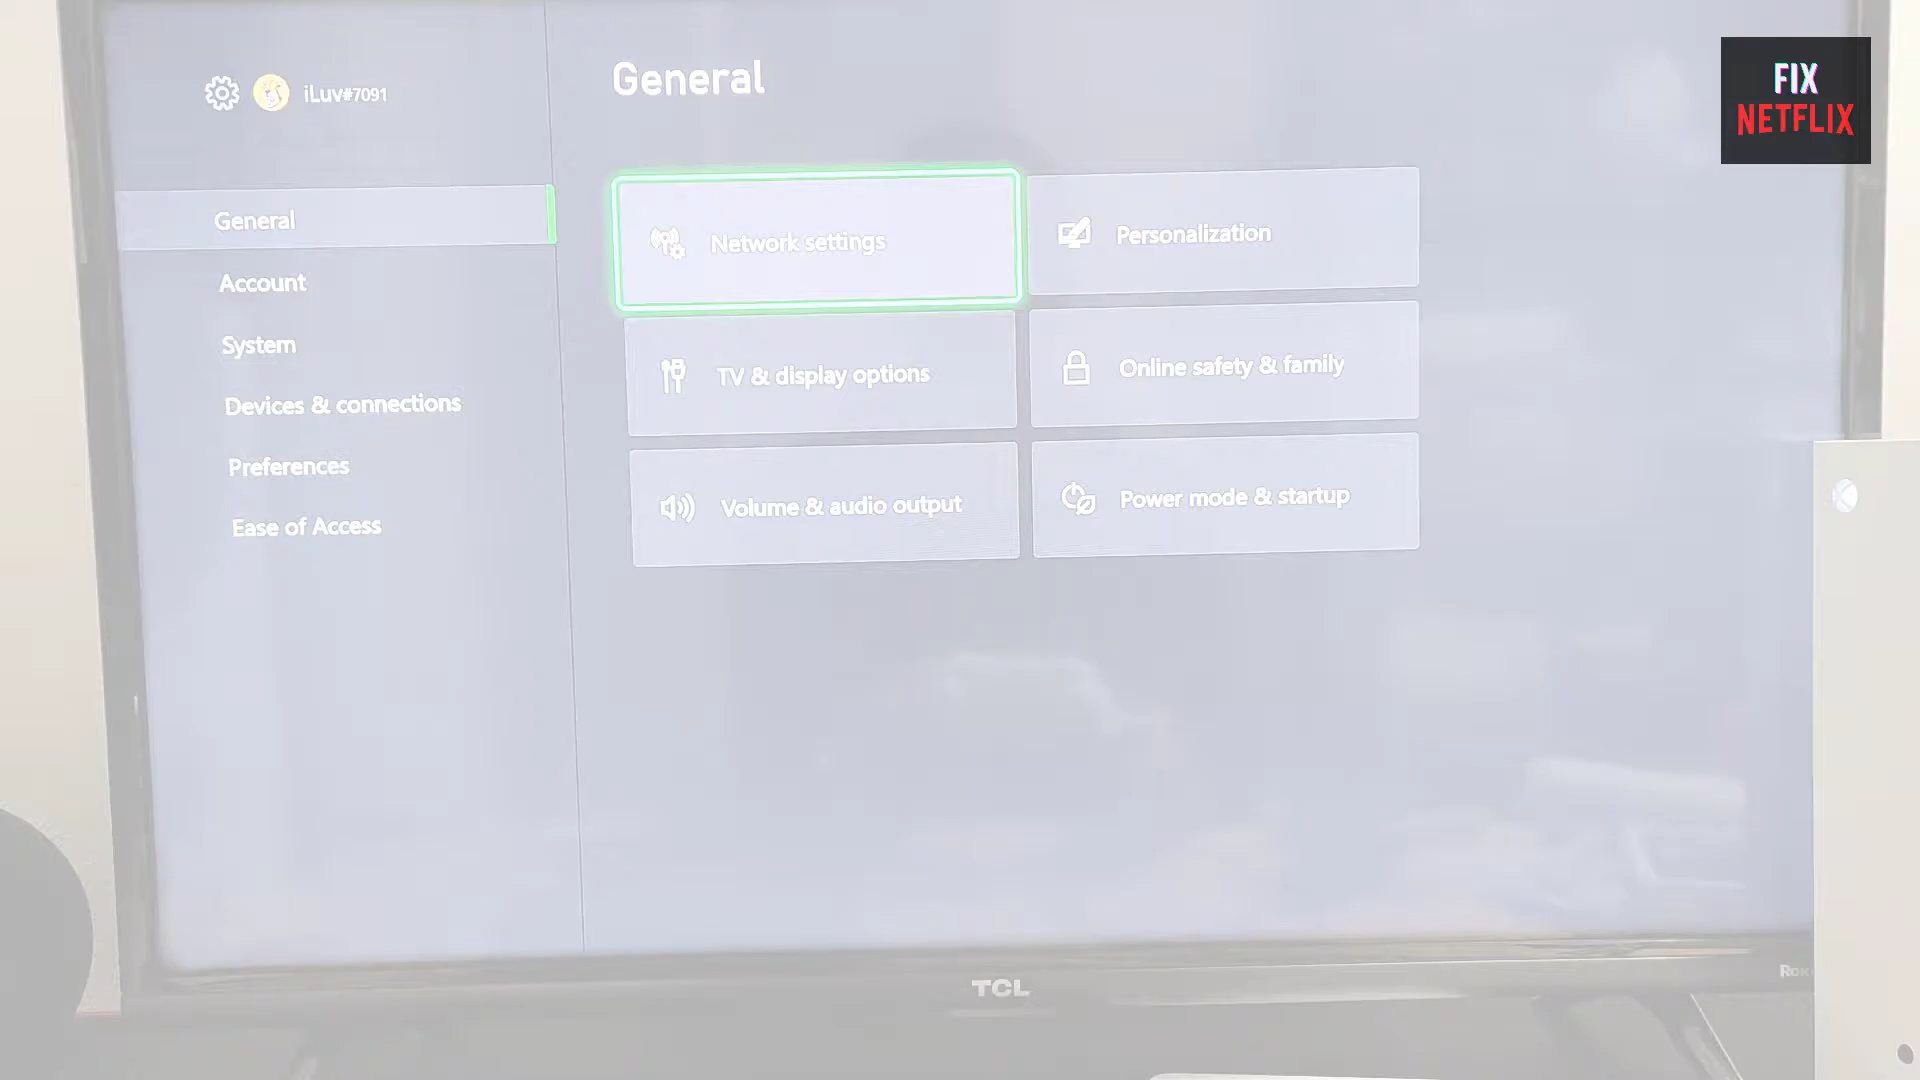 iLuv#7091
General
Account
System
Devices & connections
Preferences
Ease of Access
General
Network settings
Personalization
TV & display options
Online safety & family
Volume & audio output
Power mode & startup
FIX
NETFLIX
TCL